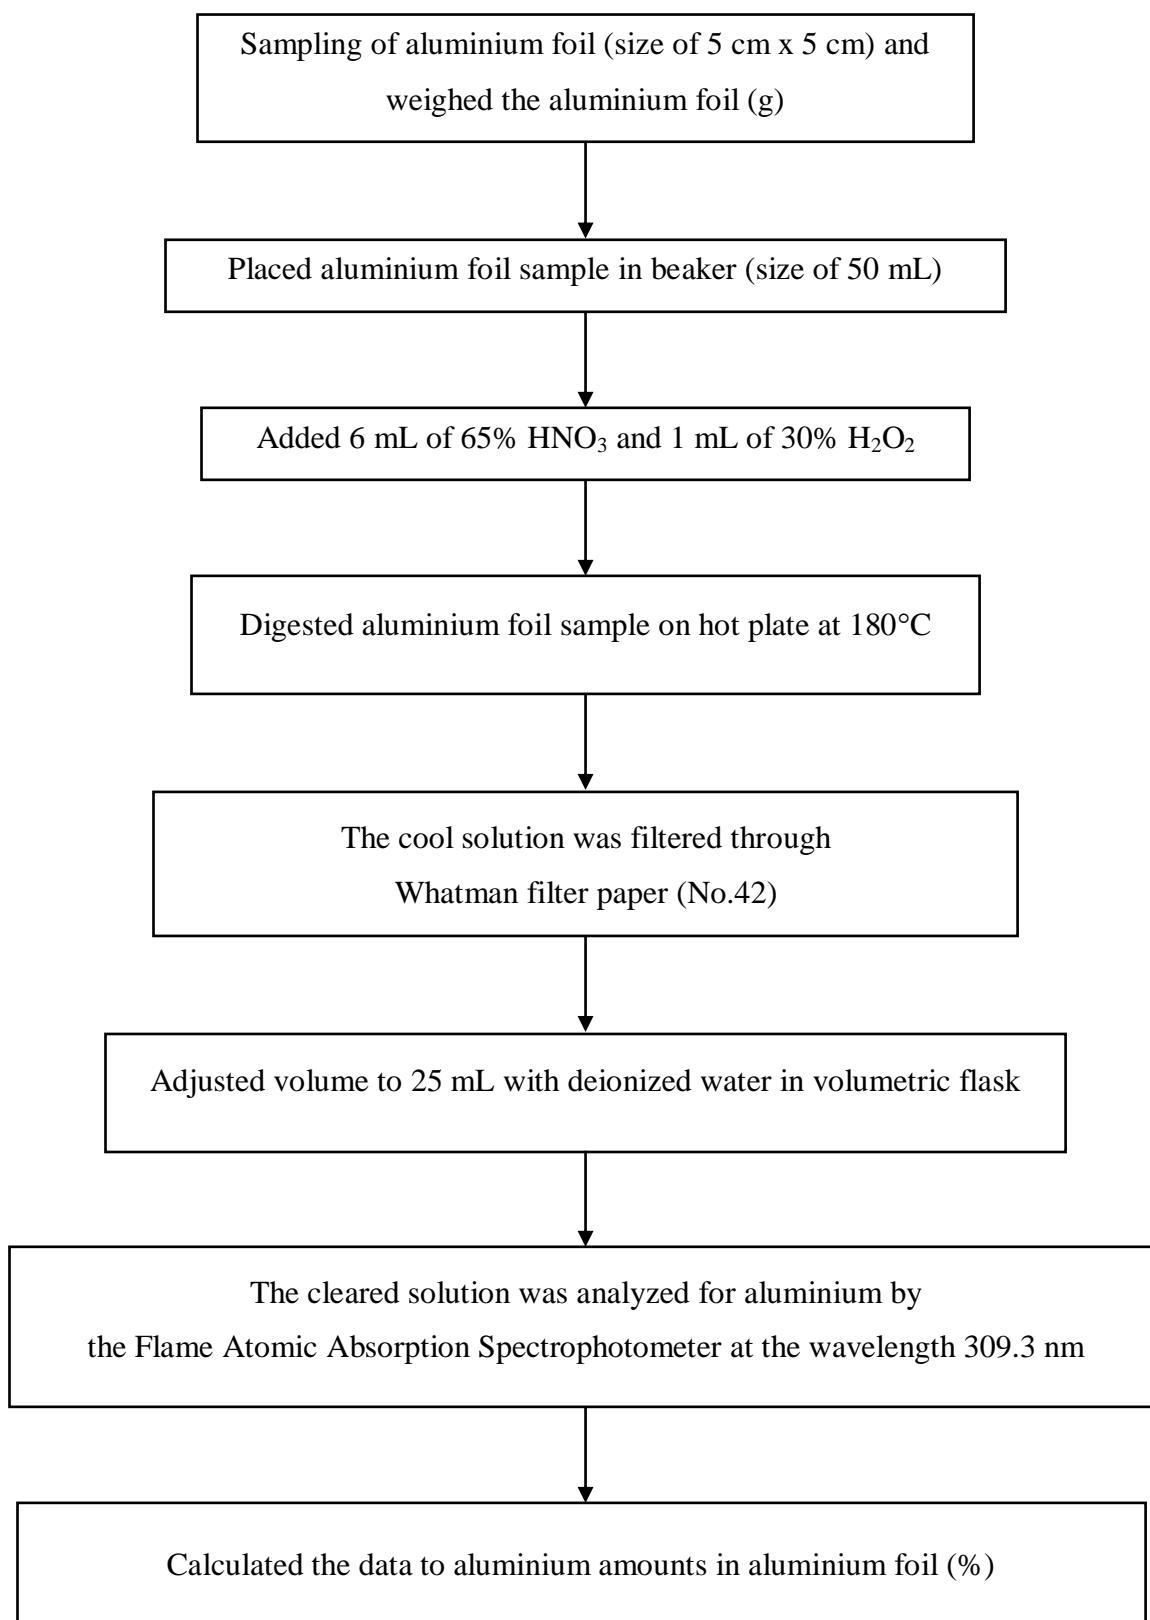 Sampling of aluminium foil (size of 5 cm x 5 cm) and
weighed the aluminium foil (g)
Placed aluminium foil sample in beaker (size of 50 mL)
Added 6 mL of 65% HNO₃ and 1 mL of 30% H₂O₂
Digested aluminium foil sample on hot plate at 180°C
The cool solution was filtered through
Whatman filter paper (No.42)
Adjusted volume to 25 mL with deionized water in volumetric flask
The cleared solution was analyzed for aluminium by
the Flame Atomic Absorption Spectrophotometer at the wavelength 309.3 nm
Calculated the data to aluminium amounts in aluminium foil (%)